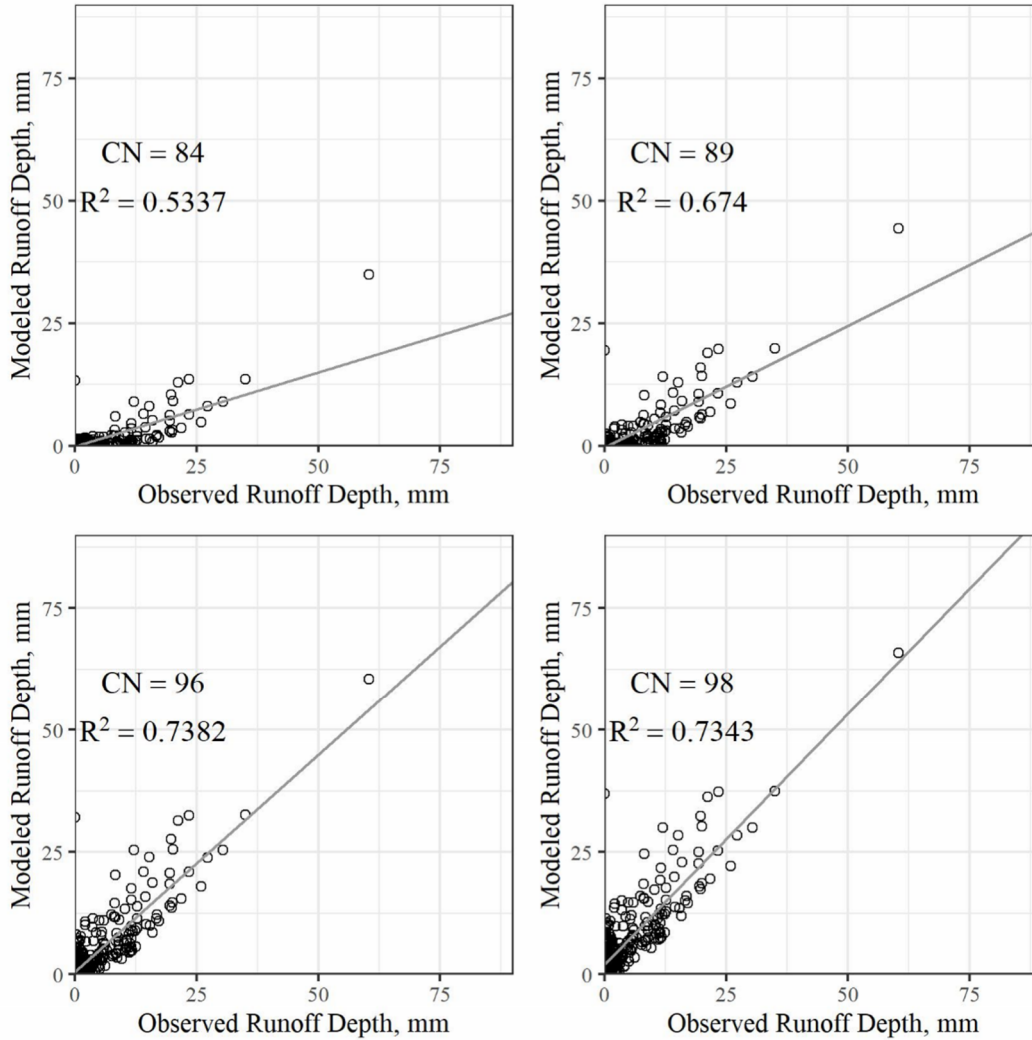 Modeled Runoff Depth, mm
75
50
25
0
CN = 84
R² = 0.5337
0 25 50 75
Observed Runoff Depth, mm
Modeled Runoff Depth, mm
75
50
25
0
CN = 89
R² = 0.674
0 25 50 75
Observed Runoff Depth, mm
Modeled Runoff Depth, mm
75
50
25
0
CN = 96
R² = 0.7382
0 25 50 75
Observed Runoff Depth, mm
Modeled Runoff Depth, mm
75
50
25
0
CN = 98
R² = 0.7343
0 25 50 75
Observed Runoff Depth, mm